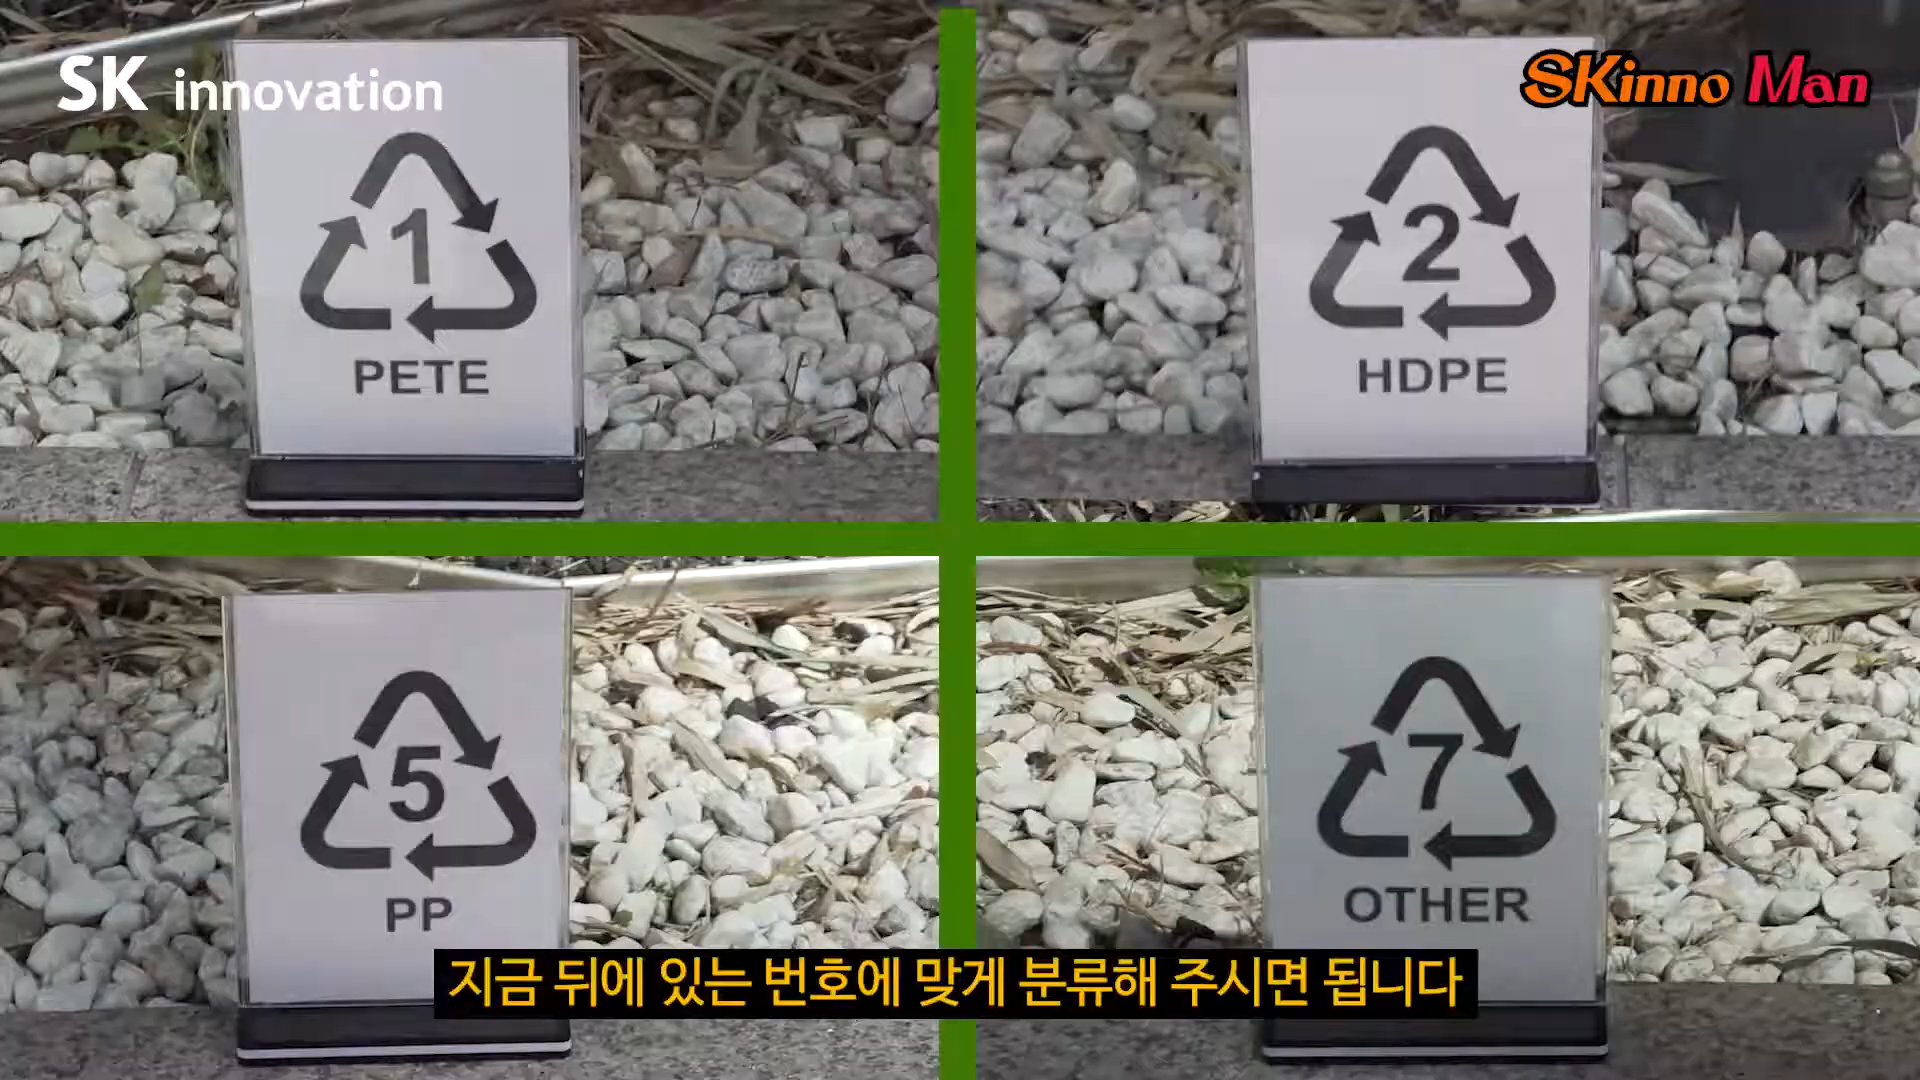 SK innovation
SKinno Man
1
PETE
2
HDPE
5
PP
7
OTHER
지금 뒤에 있는 번호에 맞게 분류해 주시면 됩니다